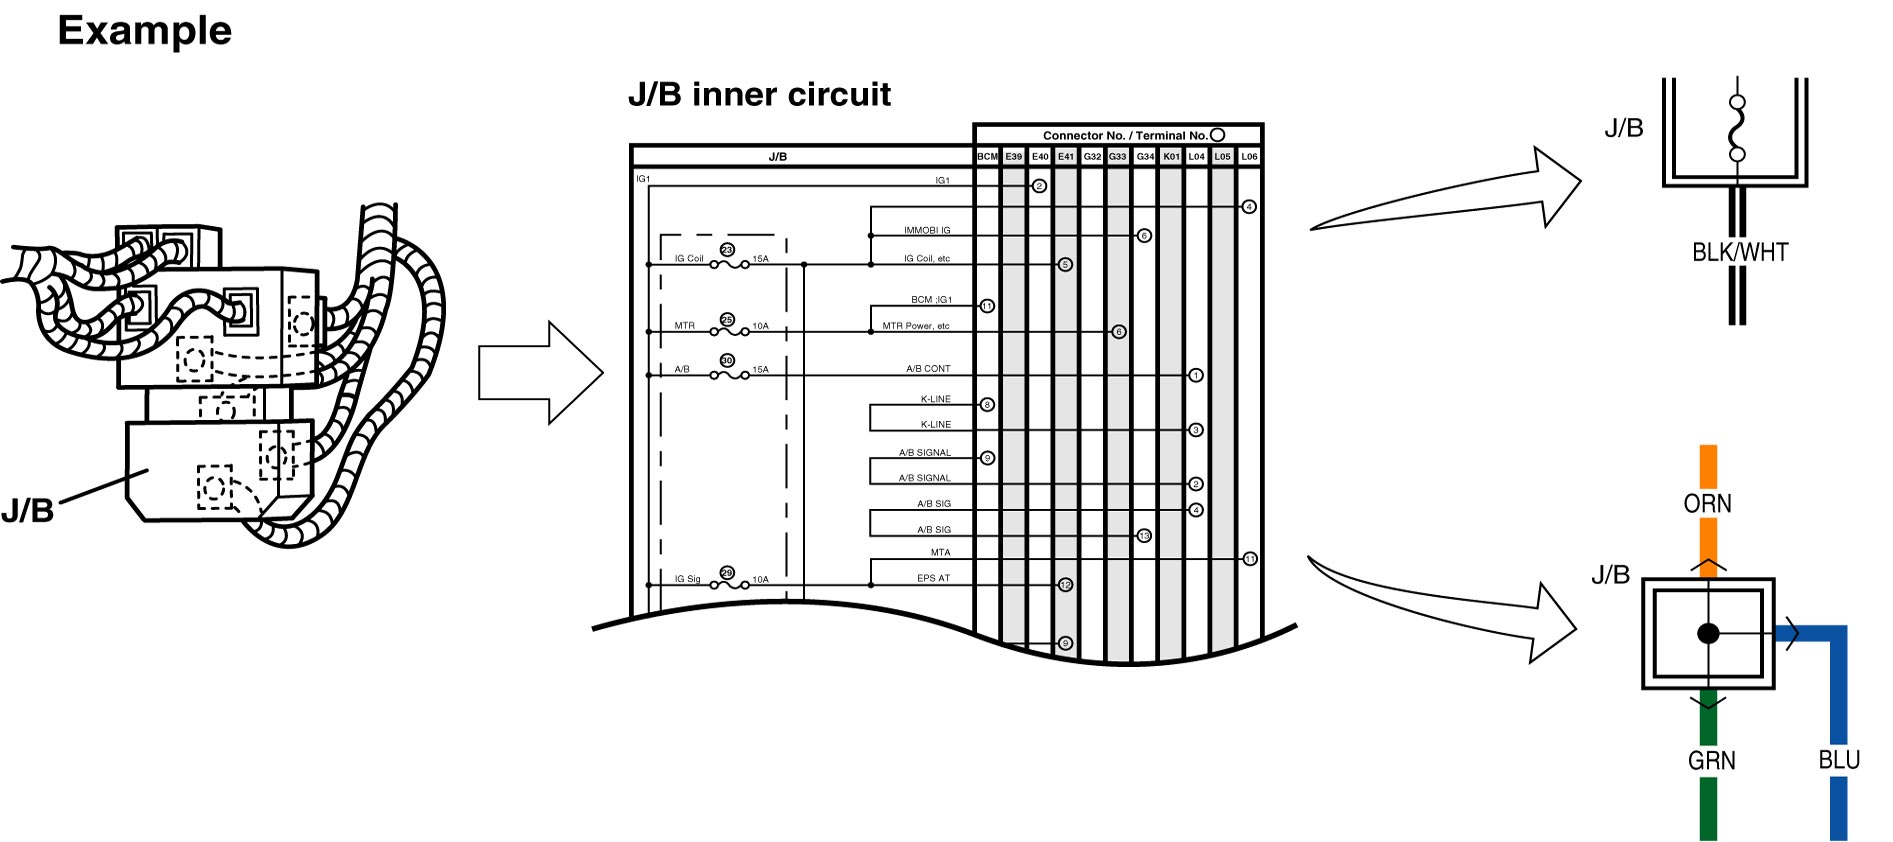 Example
J/B inner circuit
Connector No. / Terminal No.
J/B BCM E39 E40 E41 G32 G33 G34 K01 L04 L05 L06
IG1 IG1 2
4
IMMOBI IG 6
23
IG Coil 15A IG Coil, etc 5
BCM ;IG1 11
25
MTR 10A MTR Power, etc 6
30
A/B 15A A/B CONT 1
K-LINE 8
K-LINE 3
A/B SIGNAL 9
A/B SIGNAL 2
A/B SIG 4
A/B SIG 13
MTA 11
29
IG Sig 10A EPS AT 12
9
J/B
J/B
BLK/WHT
ORN
J/B
GRN
BLU